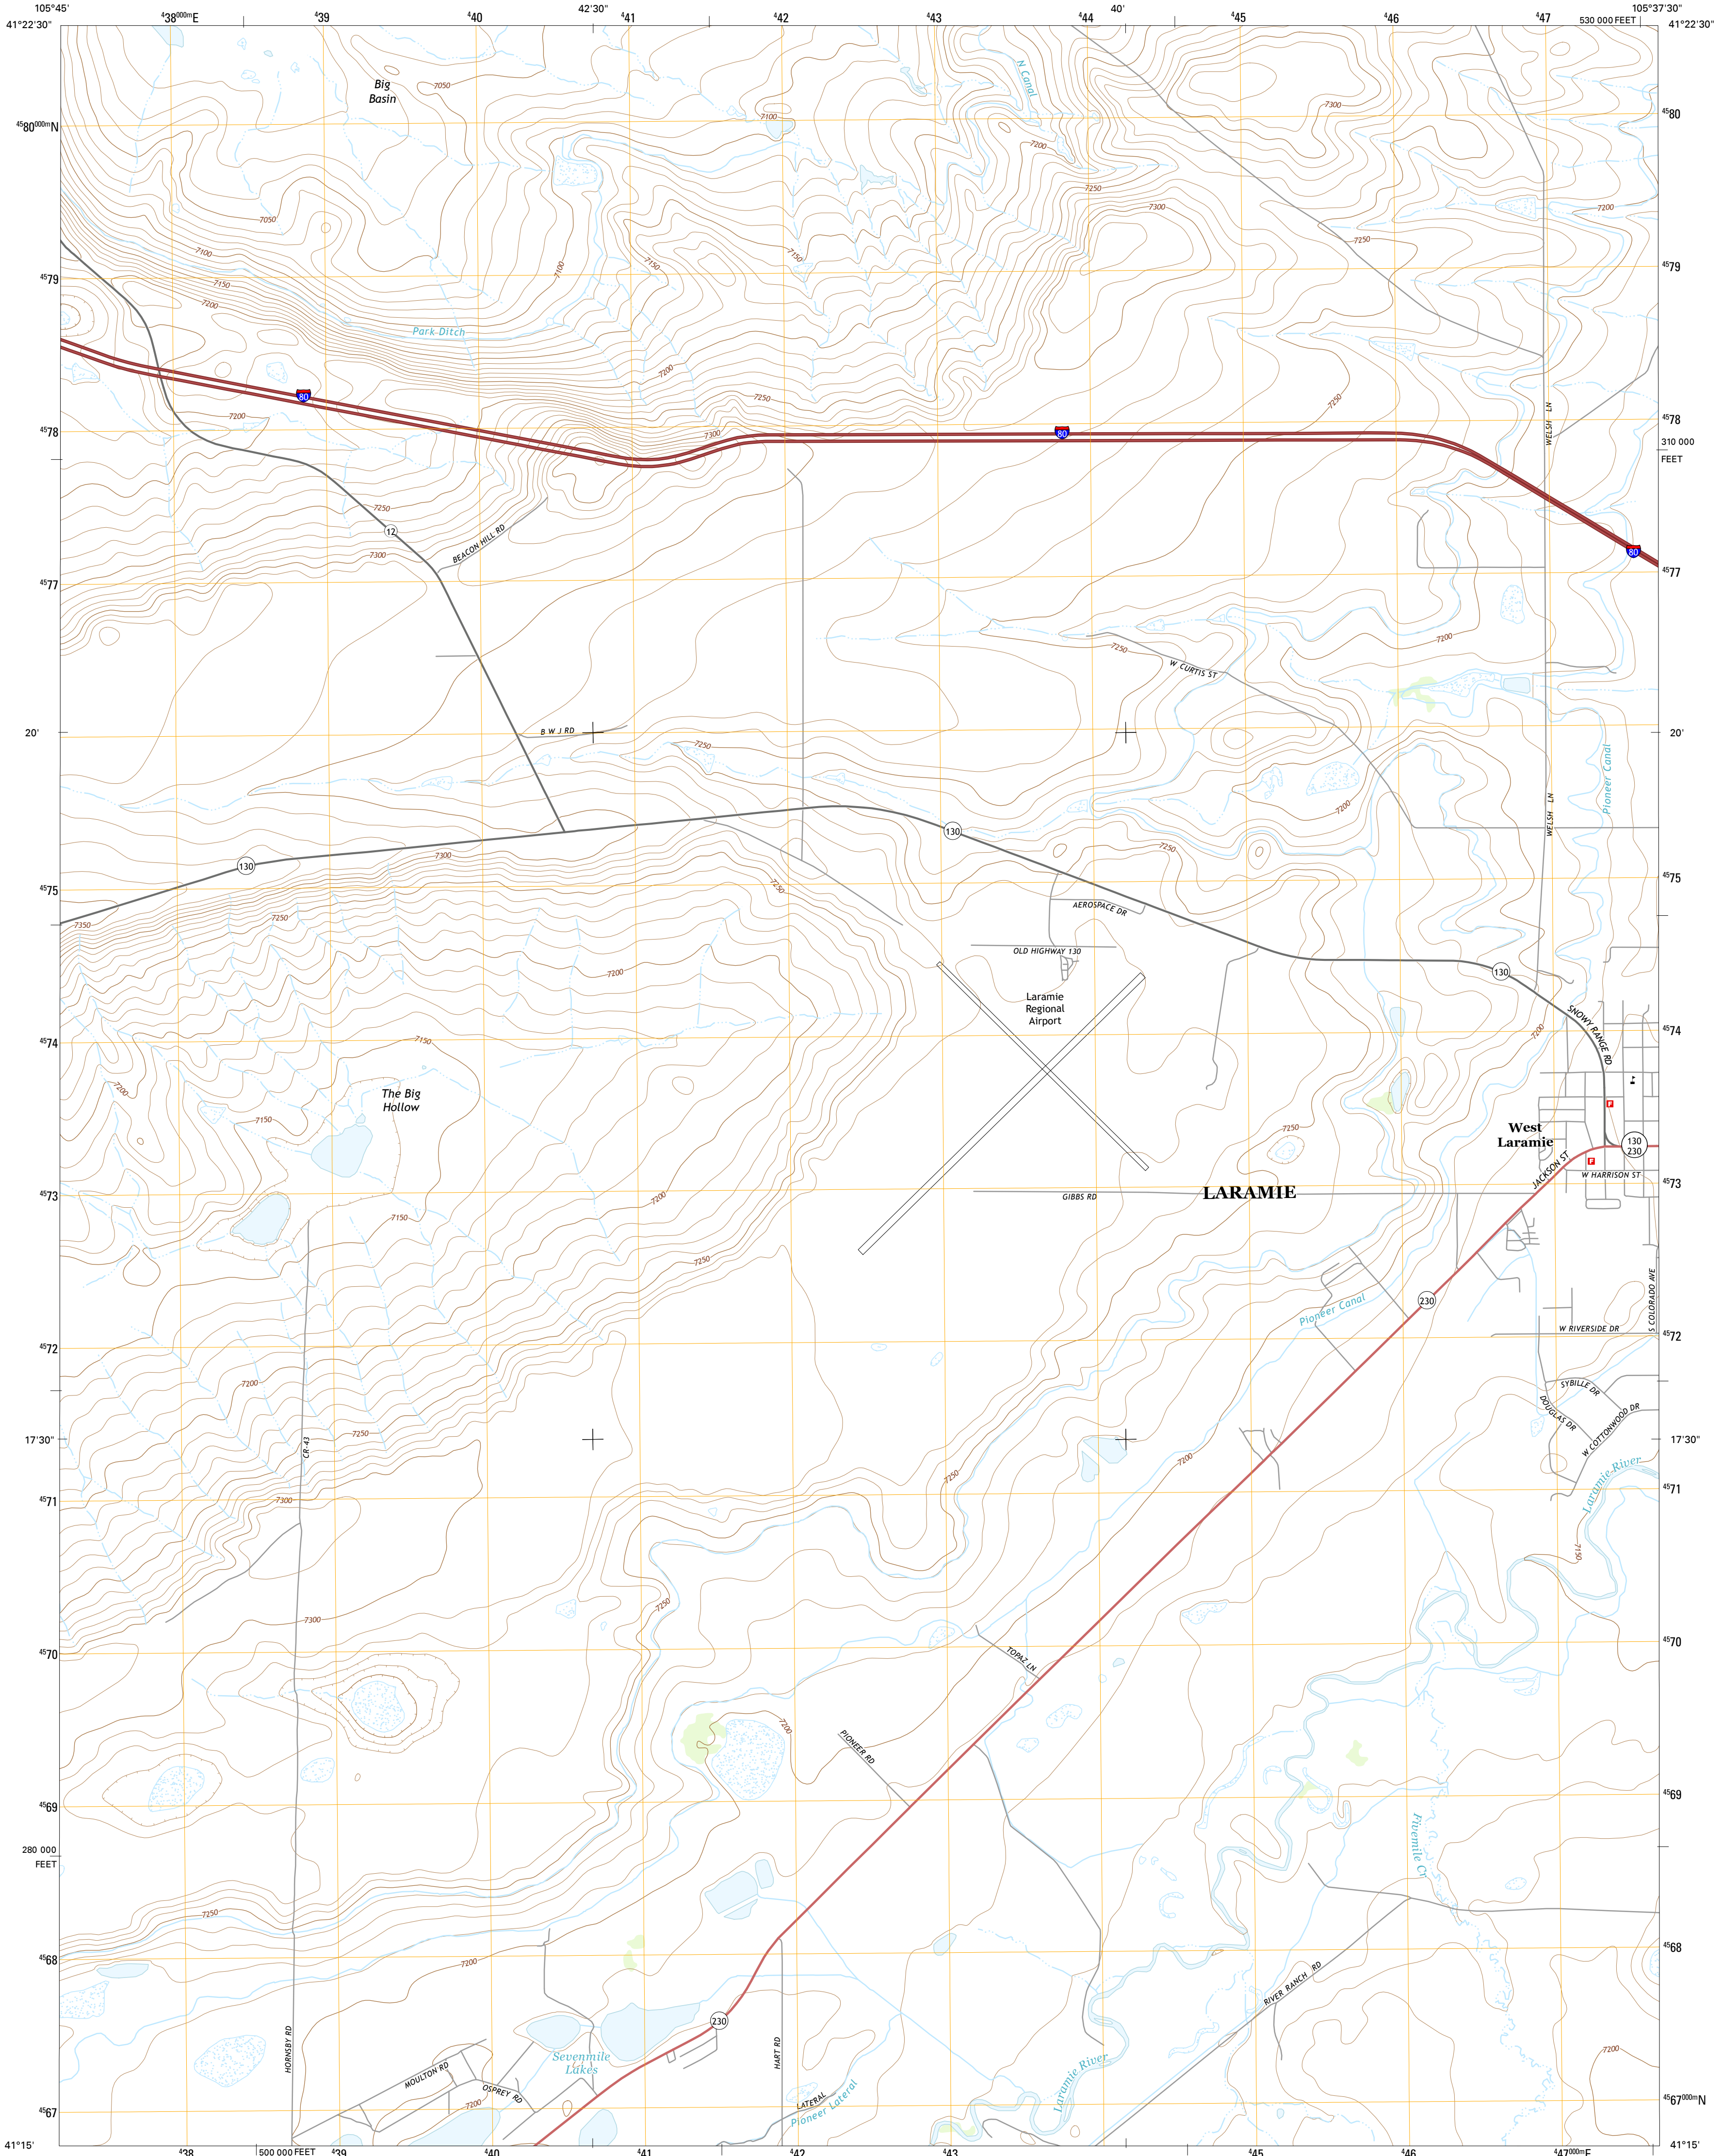 105°45' ⁴38⁰⁰⁰ᵐE ⁴39 ⁴40 42'30" ⁴41 ⁴42 ⁴43 ⁴44 40' ⁴45 ⁴46 ⁴47 530 000 FEET 105°37'30"
41°22'30" 41°22'30"
Big
Basin
7050
N Canal
7300
7100
⁴⁵80⁰⁰⁰ᵐN ⁴⁵80
7200
7250
7300
7200
7050
7250
7100
7150
7150
7100
⁴⁵79 ⁴⁵79
7150
7200
Park Ditch
7200
80
7250
7250
7200
WELSH LN
⁴⁵78 ⁴⁵78
7300
80
310 000
FEET
7250
12
BEACON HILL RD
7300
80
⁴⁵77 ⁴⁵77
7200
7250
W CURTIS ST
20' 20'
B W J RD
7250
Pioneer Canal
7200
WELSH LN
130
7300
130
7250
7250
⁴⁵75 ⁴⁵75
AEROSPACE DR
7250
7350
OLD HIGHWAY 130
7200
130
Laramie
Regional
Airport
SNOWY RANGE RD
7200
⁴⁵74 ⁴⁵74
7150
7200
The Big
Hollow
F
7150
7250
West
Laramie
130
230
F
JACKSON ST
W HARRISON ST
⁴⁵73 ⁴⁵73
LARAMIE
GIBBS RD
7200
7150
7250
Pioneer Canal
230
S COLORADO AVE
W RIVERSIDE DR
⁴⁵72 ⁴⁵72
7200
SYBILLE DR
DOUGLAS DR
W COTTONWOOD DR
7250
CR-43
17'30" 17'30"
7200
7250
Laramie River
⁴⁵71 ⁴⁵71
7300
7150
7250
7300
⁴⁵70 ⁴⁵70
TOPAZ LN
7200
PIONEER RD
⁴⁵69 ⁴⁵69
280 000
FEET
Fivemile Cr
7250
⁴⁵68 ⁴⁵68
7200
RIVER RANCH RD
230
HORNSBY RD
HART RD
Sevenmile
Lakes
7200
MOULTON RD
OSPREY RD
Laramie River
7200
LATERAL
Pioneer Lateral
⁴⁵67 ⁴⁵67⁰⁰⁰ᵐN
41°15' 41°15'
⁴38 500 000 FEET ⁴39 ⁴40 ⁴41 ⁴42 ⁴43 ⁴45 ⁴46 ⁴47⁰⁰⁰ᵐE